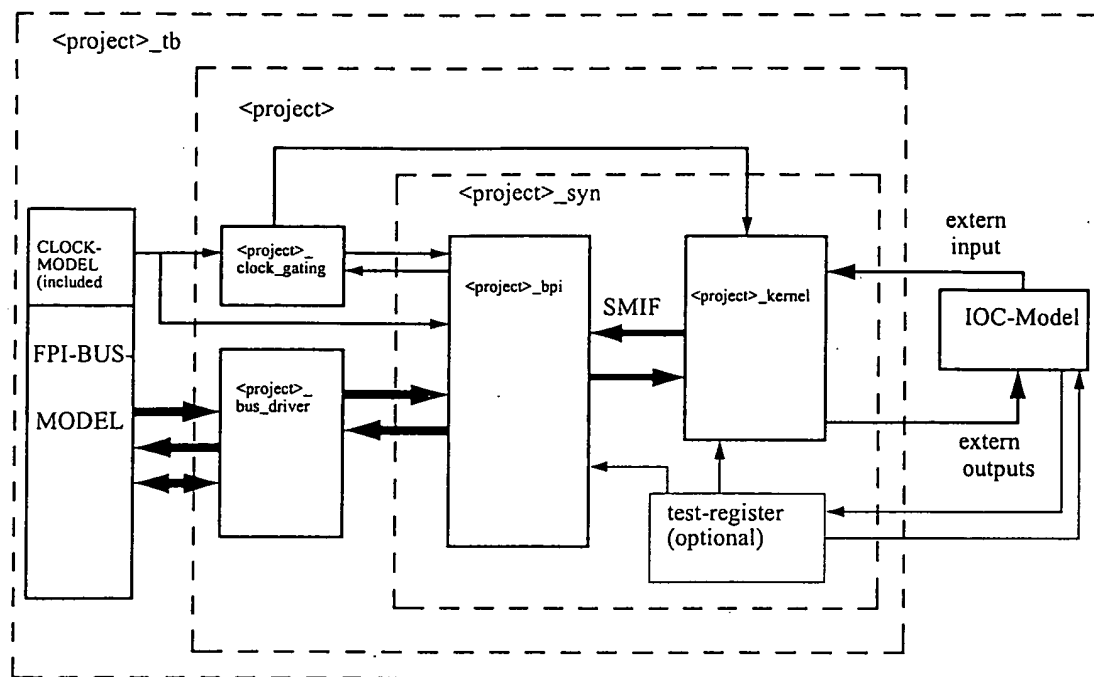 <project>_tb
<project>
<project>_syn
CLOCK-
MODEL
(included
FPI-BUS-
MODEL
<project>_
clock_gating
<project>_
bus_driver
<project>_bpi
SMIF
<project>_kernel
test-register
(optional)
extern
input
IOC-Model
extern
outputs